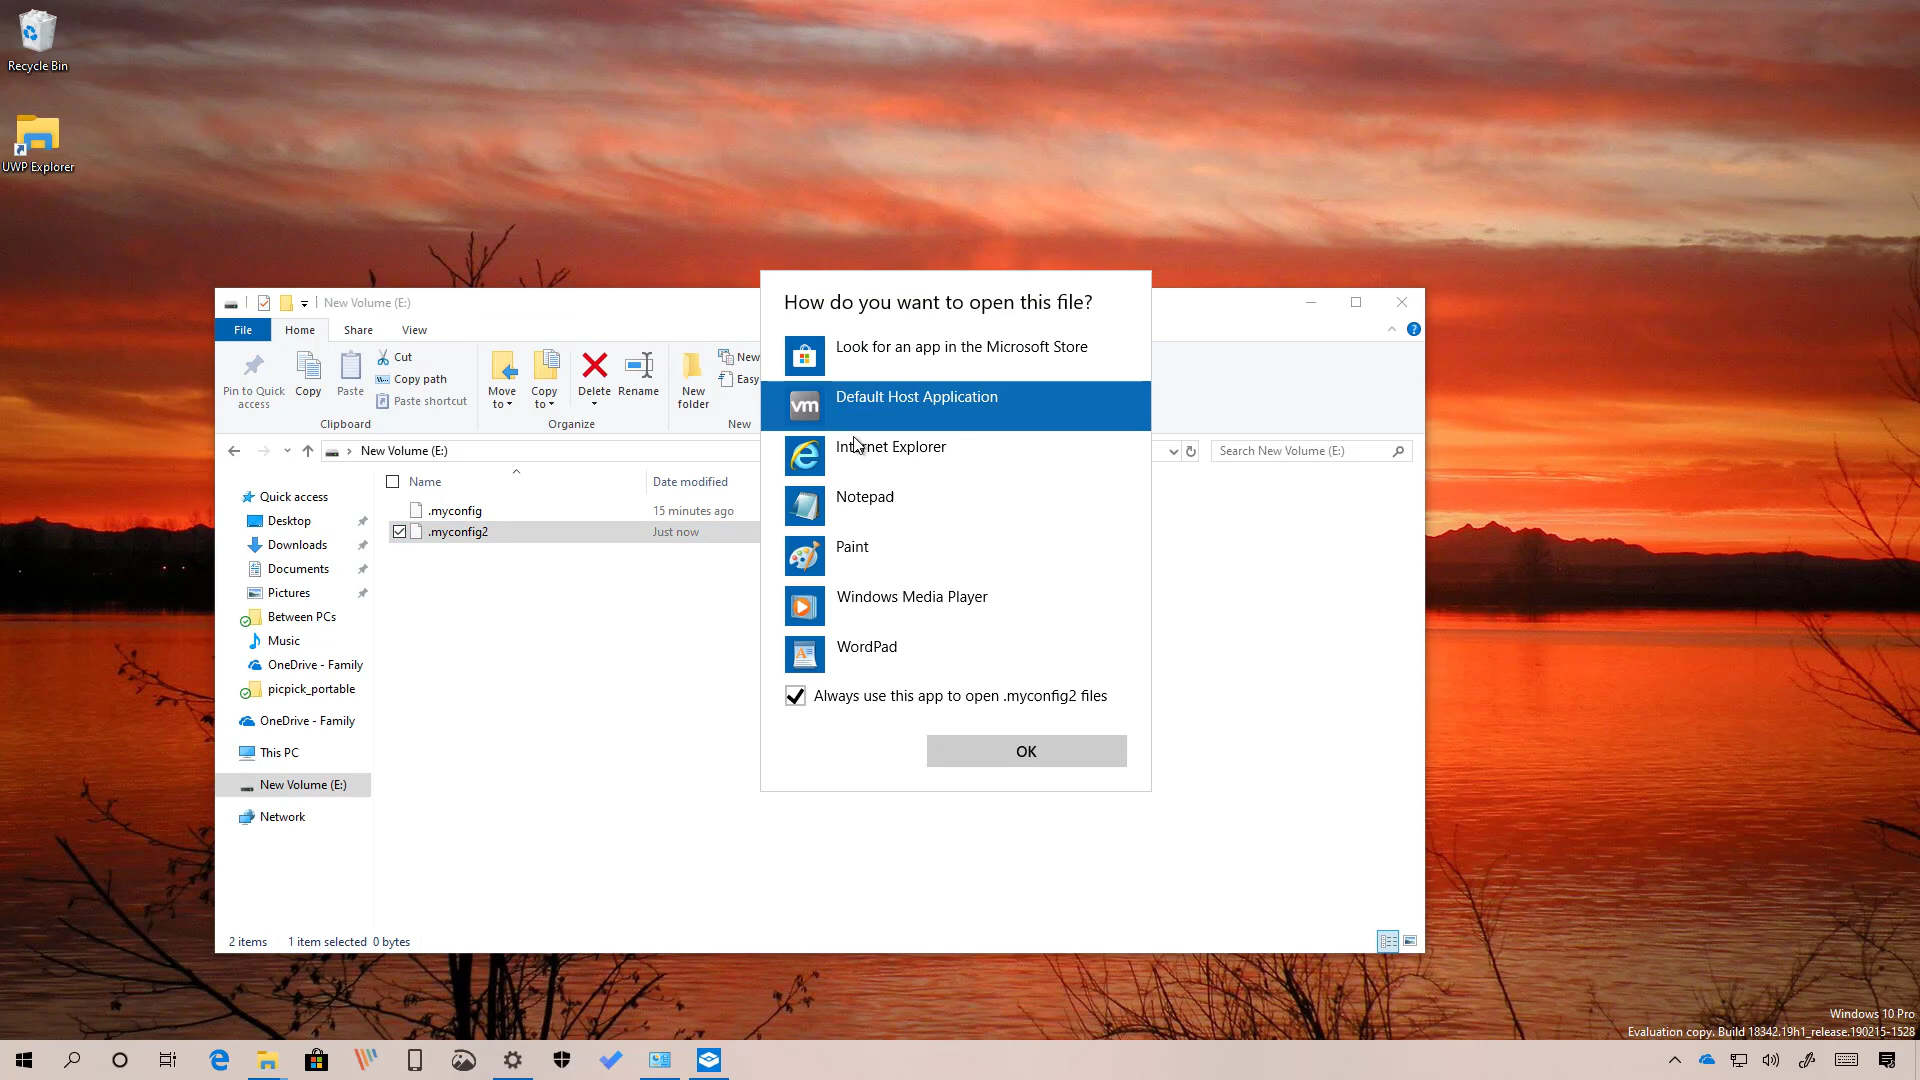 Recycle Bin
UWP Explorer
New Volume (E:)
File Home Share View
Pin to Quick access
Copy
Paste
Cut
Copy path
Paste shortcut
Clipboard
Move to
Copy to
Delete
Rename
Organize
New folder
New
Easy
New
New Volume (E:)
Search New Volume (E:)
Name
Date modified
.myconfig 15 minutes ago
.myconfig2 Just now
Quick access
Desktop
Downloads
Documents
Pictures
Between PCs
Music
OneDrive - Family
picpick_portable
OneDrive - Family
This PC
New Volume (E:)
Network
2 items 1 item selected 0 bytes
How do you want to open this file?
Look for an app in the Microsoft Store
vm
Default Host Application
Internet Explorer
Notepad
Paint
Windows Media Player
WordPad
Always use this app to open .myconfig2 files
OK
Windows 10 Pro
Evaluation copy. Build 18342.19h1_release.190215-1528